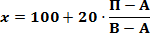 x = 100 + 20 · (П − А) / (В − А)